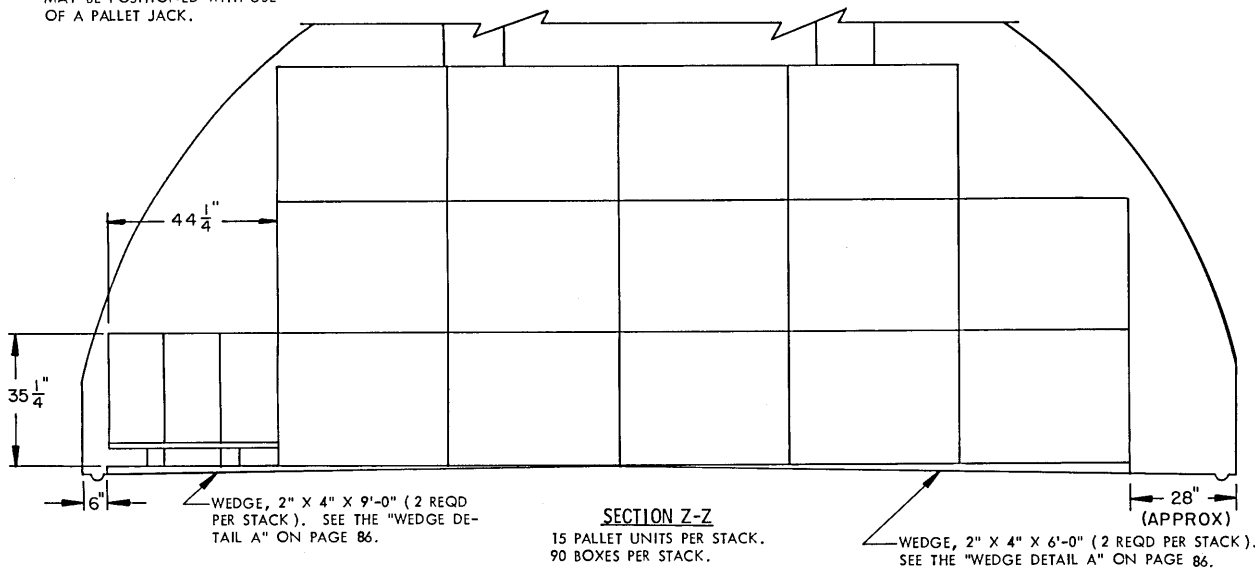 MAY BE POSITIONED WITH USE
OF A PALLET JACK.
44 1/4"
35 1/4"
6"
WEDGE, 2" X 4" X 9'-0" (2 REQD
PER STACK). SEE THE "WEDGE DE-
TAIL A" ON PAGE 86.
SECTION Z-Z
15 PALLET UNITS PER STACK.
90 BOXES PER STACK.
28"
(APPROX)
WEDGE, 2" X 4" X 6'-0" (2 REQD PER STACK).
SEE THE "WEDGE DETAIL A" ON PAGE 86.